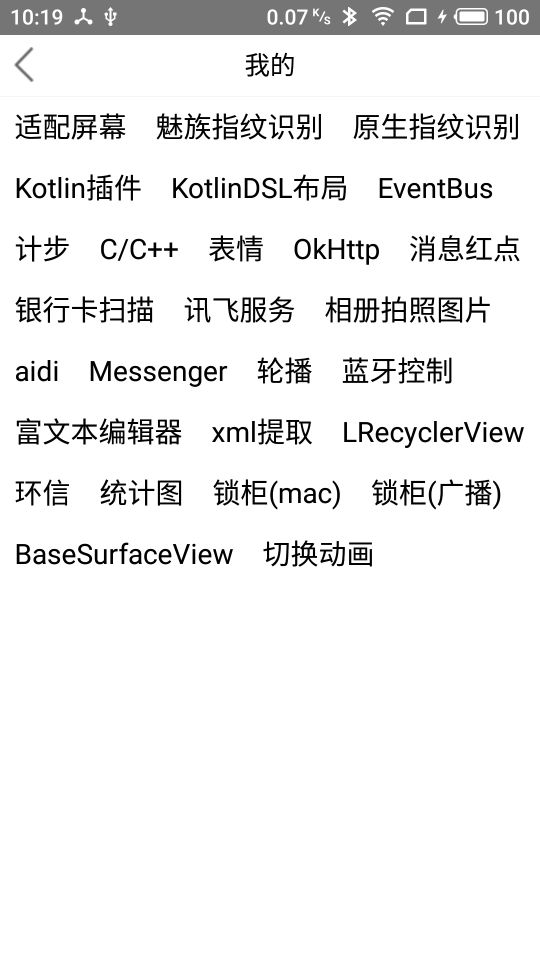 10:19 0.07 K/s 100
我的
适配屏幕 魅族指纹识别 原生指纹识别
Kotlin插件 KotlinDSL布局 EventBus
计步 C/C++ 表情 OkHttp 消息红点
银行卡扫描 讯飞服务 相册拍照图片
aidi Messenger 轮播 蓝牙控制
富文本编辑器 xml提取 LRecyclerView
环信 统计图 锁柜(mac) 锁柜(广播)
BaseSurfaceView 切换动画